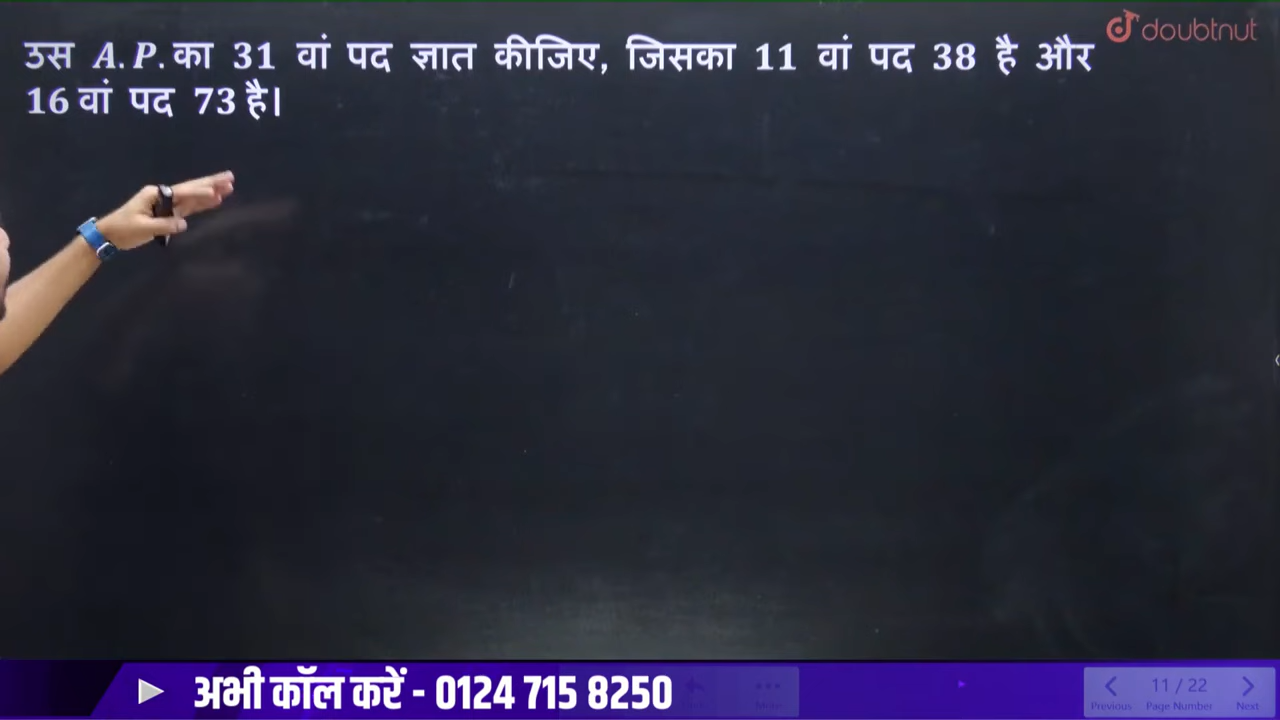 उस A.P. का 31 वां पद ज्ञात कीजिए, जिसका 11 वां पद 38 है और
16 वां पद 73 है।
doubtnut
अभी कॉल करें - 0124 715 8250
11 / 22
Previous Page Number Next